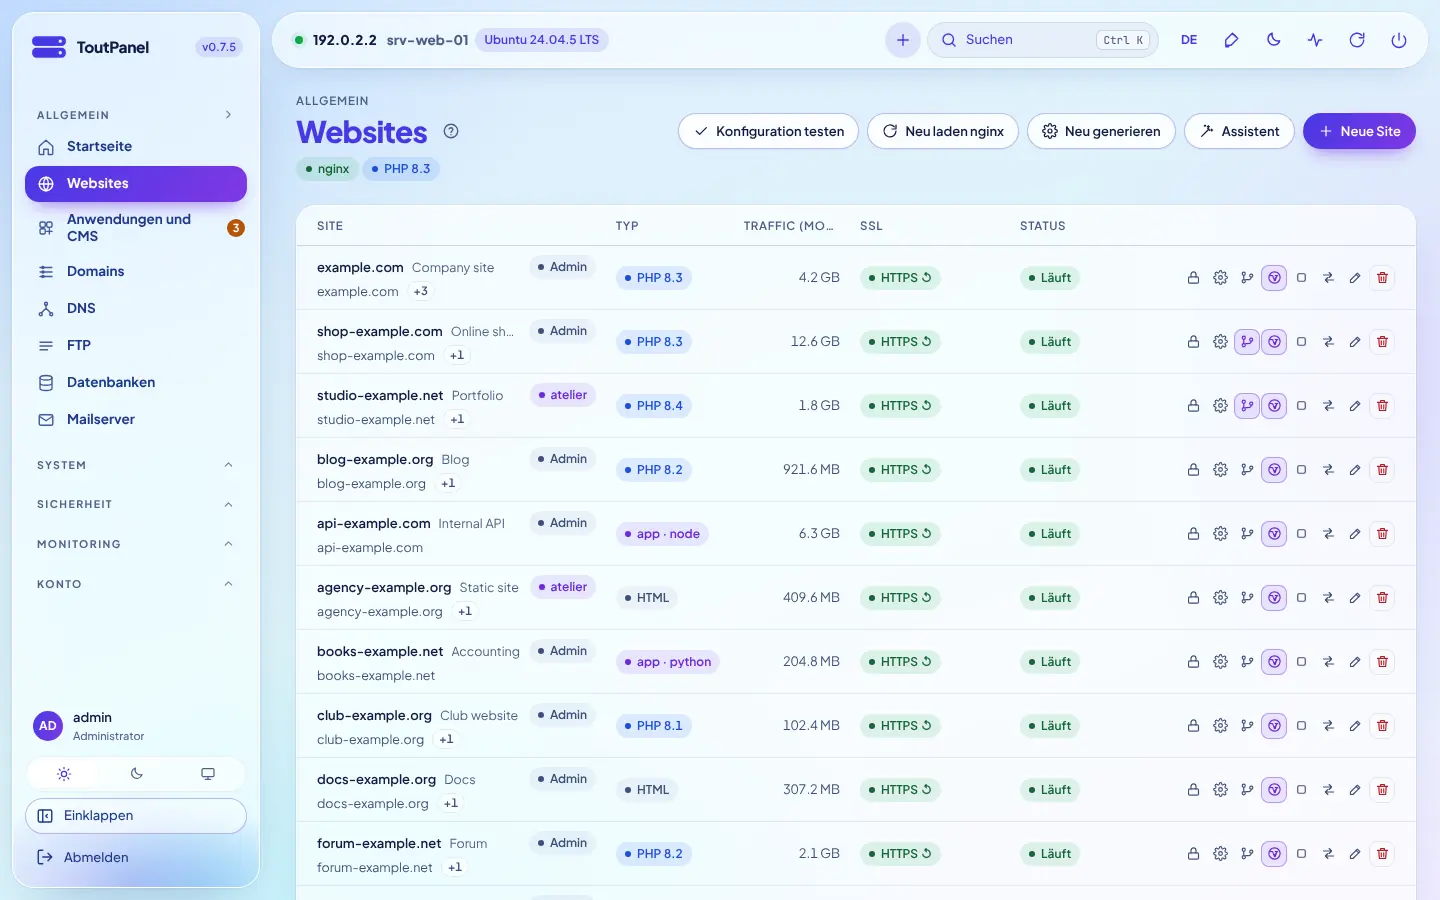 ToutPanel
v0.7.5
ALLGEMEIN
Startseite
Websites
Anwendungen und
CMS
3
Domains
DNS
FTP
Datenbanken
Mailserver
SYSTEM
SICHERHEIT
MONITORING
KONTO
AD
admin
Administrator
Einklappen
Abmelden
192.0.2.2 srv-web-01 Ubuntu 24.04.5 LTS
Suchen Ctrl K
DE
ALLGEMEIN
Websites
Konfiguration testen
Neu laden nginx
Neu generieren
Assistent
Neue Site
nginx PHP 8.3
SITE TYP TRAFFIC (MO... SSL STATUS
example.com Company site Admin
example.com +3
PHP 8.3 4.2 GB HTTPS Läuft
shop-example.com Online sh... Admin
shop-example.com +1
PHP 8.3 12.6 GB HTTPS Läuft
studio-example.net Portfolio atelier
studio-example.net +1
PHP 8.4 1.8 GB HTTPS Läuft
blog-example.org Blog Admin
blog-example.org +1
PHP 8.2 921.6 MB HTTPS Läuft
api-example.com Internal API Admin
api-example.com
app · node 6.3 GB HTTPS Läuft
agency-example.org Static site atelier
agency-example.org +1
HTML 409.6 MB HTTPS Läuft
books-example.net Accounting Admin
books-example.net
app · python 204.8 MB HTTPS Läuft
club-example.org Club website Admin
club-example.org +1
PHP 8.1 102.4 MB HTTPS Läuft
docs-example.org Docs Admin
docs-example.org +1
HTML 307.2 MB HTTPS Läuft
forum-example.net Forum Admin
forum-example.net +1
PHP 8.2 2.1 GB HTTPS Läuft